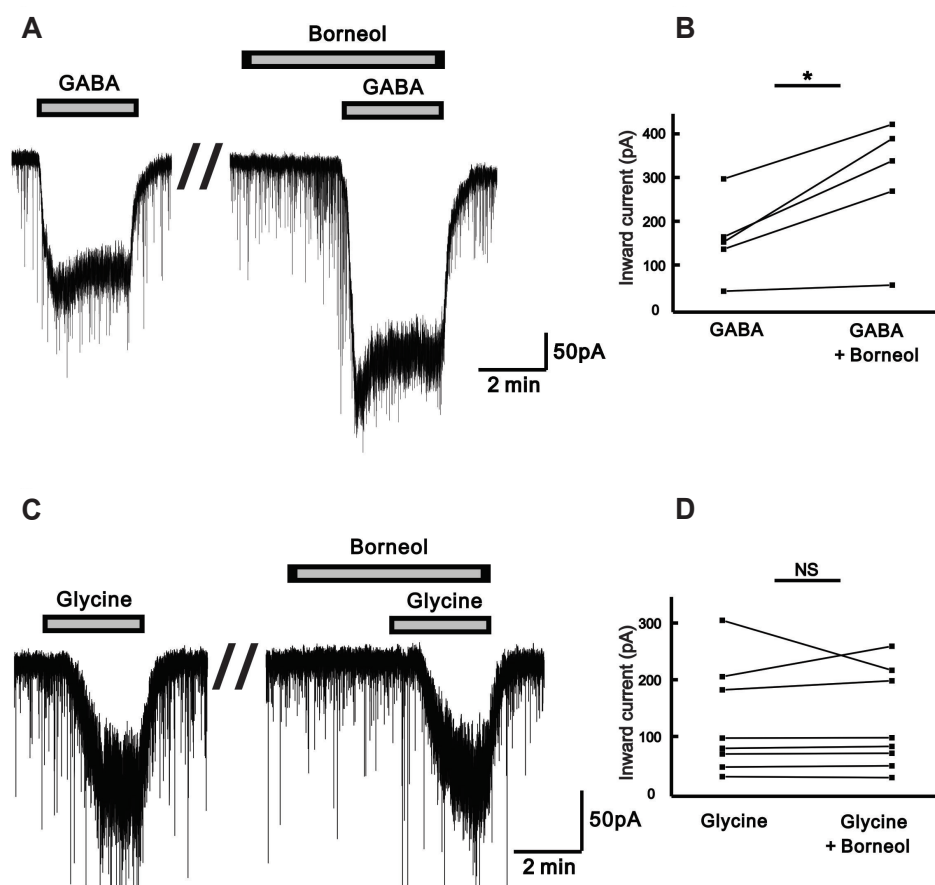 A
Borneol
GABA
GABA
50pA
2 min
B
*
Inward current (pA)
400
300
200
100
0
GABA
GABA
+ Borneol
C
Borneol
Glycine
Glycine
50pA
2 min
D
NS
Inward current (pA)
300
200
100
0
Glycine
Glycine
+ Borneol